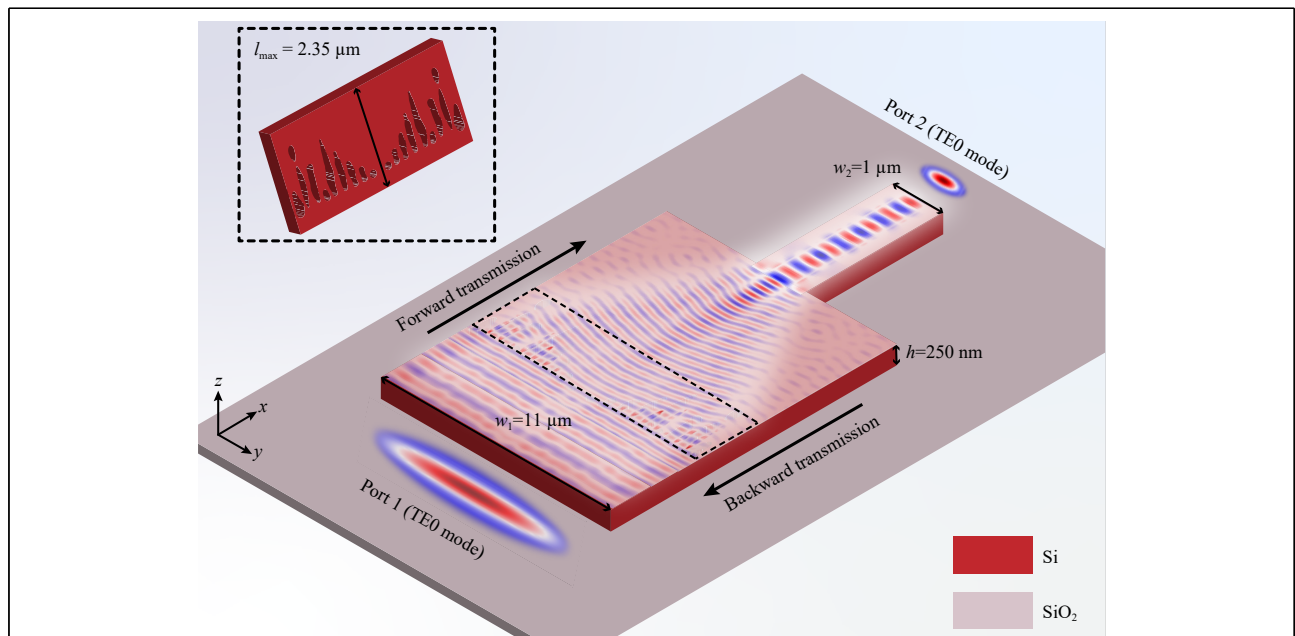 l_max = 2.35 μm
Port 2 (TE0 mode)
w_2=1 μm
Forward transmission
h=250 nm
z
x
y
w_1=11 μm
Backward transmission
Port 1 (TE0 mode)
Si
SiO_2